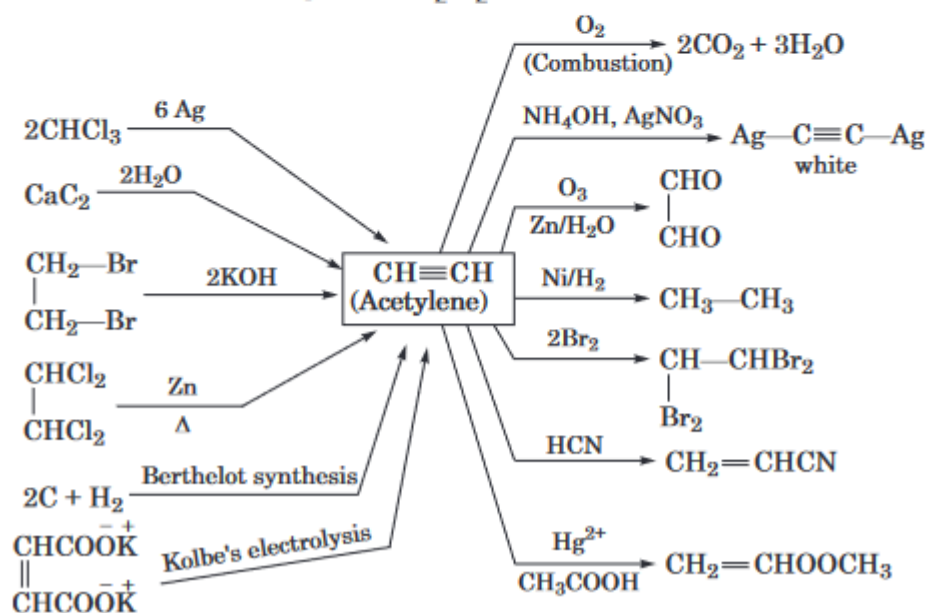 O₂
(Combustion)
2CO₂ + 3H₂O
6 Ag
2CHCl₃
NH₄OH, AgNO₃
Ag—C≡C—Ag
white
2H₂O
CaC₂
O₃
Zn/H₂O
CHO
CHO
CH₂—Br
CH₂—Br
2KOH
CH≡CH
(Acetylene)
Ni/H₂
CH₃—CH₃
2Br₂
CH—CHBr₂
Br₂
CHCl₂
CHCl₂
Zn
Δ
HCN
CH₂=CHCN
Berthelot synthesis
2C + H₂
Kolbe's electrolysis
CHCOO⁻K⁺
CHCOO⁻K⁺
Hg²⁺
CH₃COOH
CH₂=CHOOCH₃